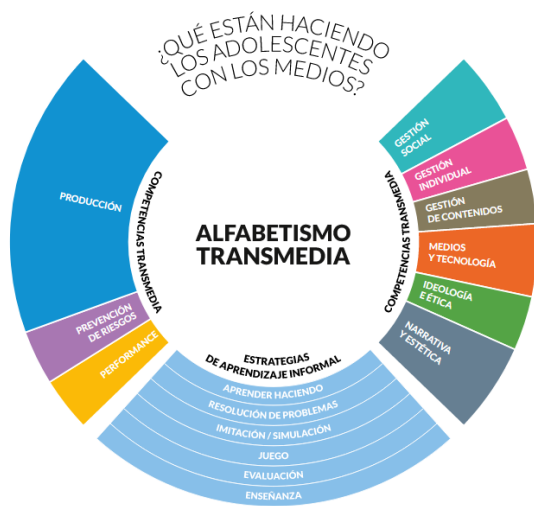 ¿QUÉ ESTÁN HACIENDO
LOS ADOLESCENTES
CON LOS MEDIOS?
PRODUCCIÓN
PREVENCIÓN
DE RIESGOS
PERFORMANCE
COMPETENCIAS TRANSMEDIA
ALFABETISMO
TRANSMEDIA
COMPETENCIAS TRANSMEDIA
GESTIÓN
SOCIAL
GESTIÓN
INDIVIDUAL
GESTIÓN
DE CONTENIDOS
MEDIOS
Y TECNOLOGÍA
IDEOLOGÍA
E ÉTICA
NARRATIVA
Y ESTÉTICA
ESTRATEGIAS
DE APRENDIZAJE INFORMAL
APRENDER HACIENDO
RESOLUCIÓN DE PROBLEMAS
IMITACIÓN / SIMULACIÓN
JUEGO
EVALUACIÓN
ENSEÑANZA